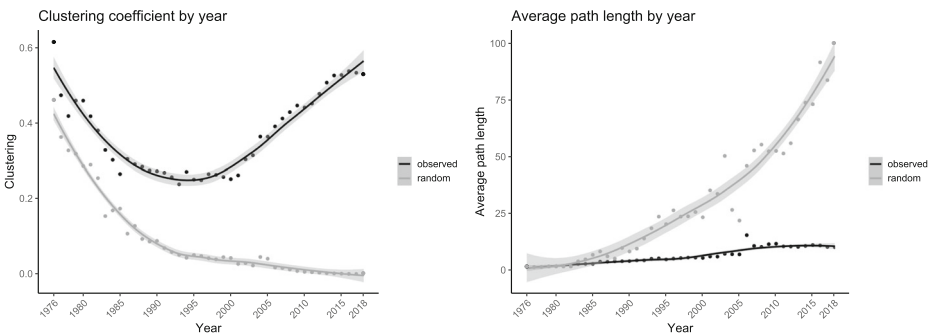 Clustering coefficient by year
0.6
0.4
0.2
0.0
Clustering
1976
1980
1985
1990
1995
2000
2005
2010
2015
2018
Year
observed
random
Average path length by year
100
75
50
25
0
Average path length
1976
1980
1985
1990
1995
2000
2005
2010
2015
2018
Year
observed
random